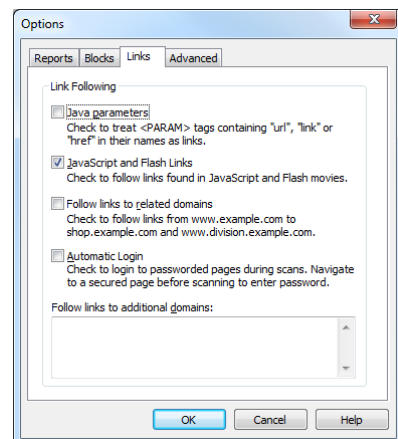 Options
Reports Blocks Links Advanced
Link Following
Java parameters
Check to treat <PARAM> tags containing "url", "link" or
"href" in their names as links.
JavaScript and Flash Links
Check to follow links found in JavaScript and Flash movies.
Follow links to related domains
Check to follow links from www.example.com to
shop.example.com and www.division.example.com.
Automatic Login
Check to login to passworded pages during scans. Navigate
to a secured page before scanning to enter password.
Follow links to additional domains:
OK Cancel Help